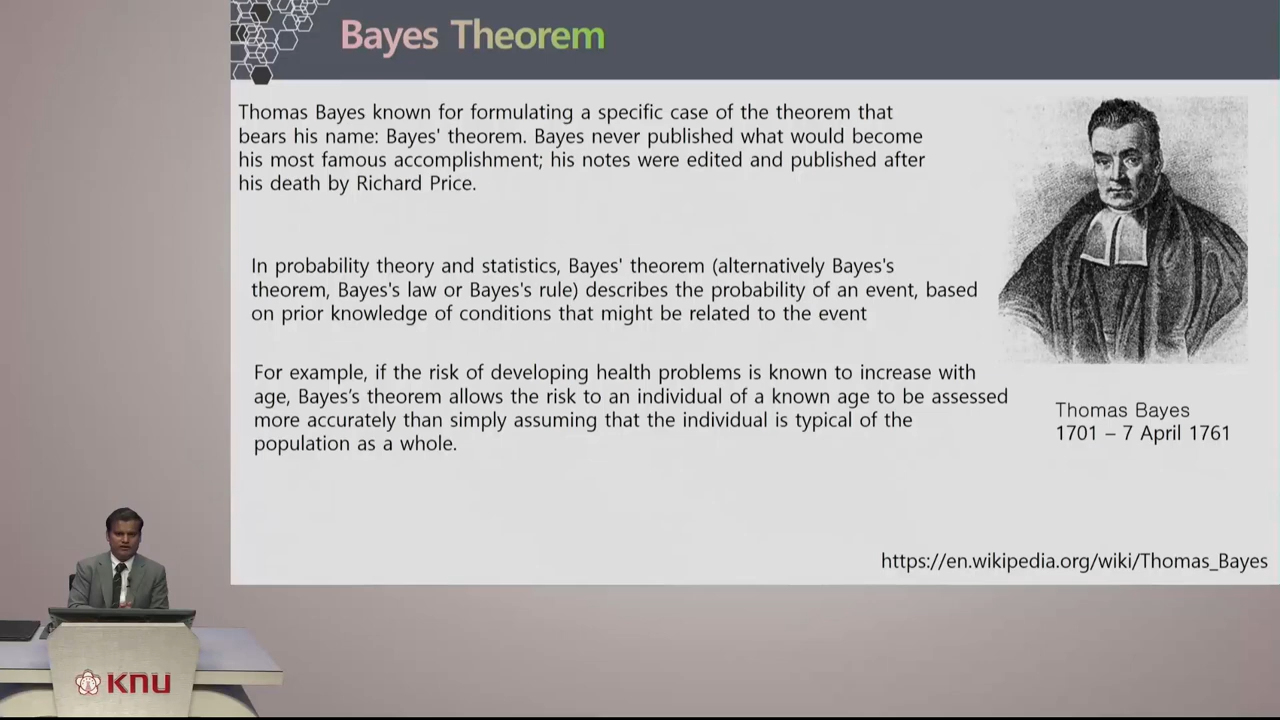 Bayes Theorem
Thomas Bayes known for formulating a specific case of the theorem that
bears his name: Bayes' theorem. Bayes never published what would become
his most famous accomplishment; his notes were edited and published after
his death by Richard Price.
In probability theory and statistics, Bayes' theorem (alternatively Bayes's
theorem, Bayes's law or Bayes's rule) describes the probability of an event, based
on prior knowledge of conditions that might be related to the event
For example, if the risk of developing health problems is known to increase with
age, Bayes's theorem allows the risk to an individual of a known age to be assessed
more accurately than simply assuming that the individual is typical of the
population as a whole.
Thomas Bayes
1701 – 7 April 1761
https://en.wikipedia.org/wiki/Thomas_Bayes
KNU